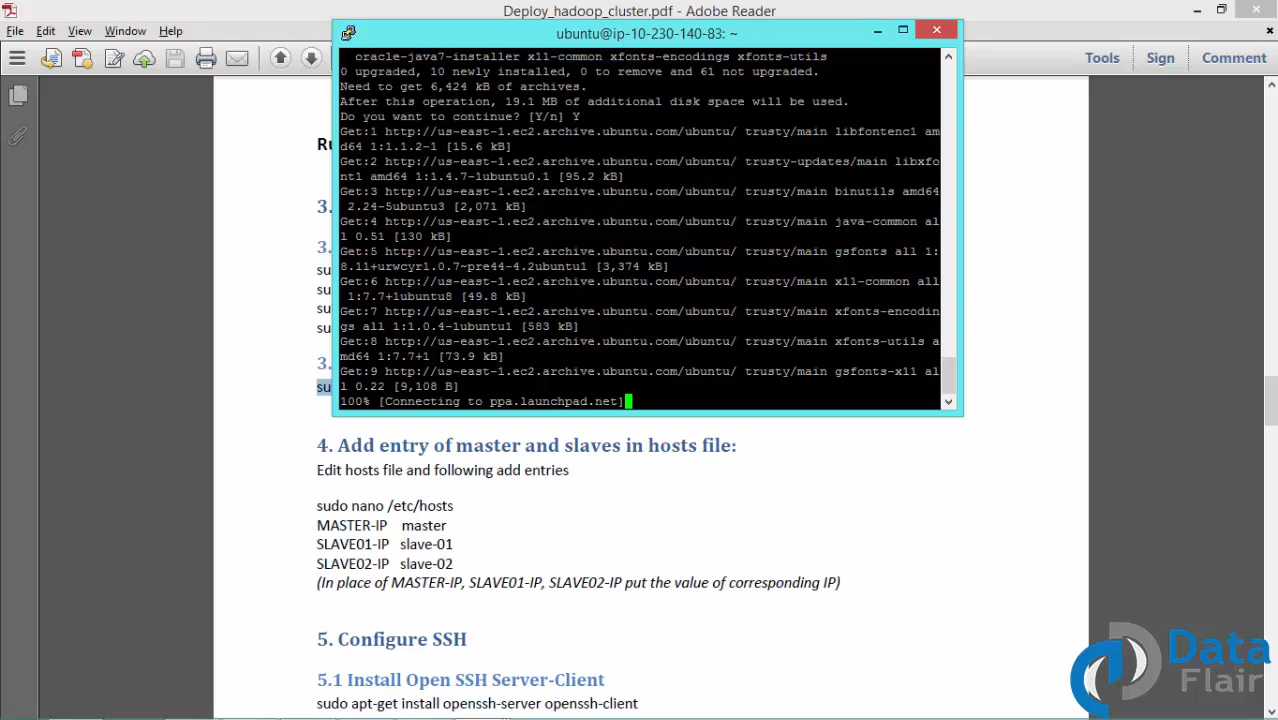 Deploy_hadoop_cluster.pdf - Adobe Reader
File Edit View Window Help
Tools Sign Comment
ubuntu@ip-10-230-140-83: ~
oracle-java7-installer x11-common xfonts-encodings xfonts-utils
0 upgraded, 10 newly installed, 0 to remove and 61 not upgraded.
Need to get 6,424 kB of archives.
After this operation, 19.1 MB of additional disk space will be used.
Do you want to continue? [Y/n] Y
Get:1 http://us-east-1.ec2.archive.ubuntu.com/ubuntu/ trusty/main libfontenc1 am
d64 1:1.1.2-1 [15.6 kB]
Get:2 http://us-east-1.ec2.archive.ubuntu.com/ubuntu/ trusty-updates/main libxfo
nt1 amd64 1:1.4.7-1ubuntu0.1 [95.2 kB]
Get:3 http://us-east-1.ec2.archive.ubuntu.com/ubuntu/ trusty/main binutils amd64
2.24-5ubuntu3 [2,071 kB]
Get:4 http://us-east-1.ec2.archive.ubuntu.com/ubuntu/ trusty/main java-common al
l 0.51 [130 kB]
Get:5 http://us-east-1.ec2.archive.ubuntu.com/ubuntu/ trusty/main gsfonts all 1:
8.11+urwcyr1.0.7~pre44-4.2ubuntu1 [3,374 kB]
Get:6 http://us-east-1.ec2.archive.ubuntu.com/ubuntu/ trusty/main x11-common all
1:7.7+1ubuntu8 [49.8 kB]
Get:7 http://us-east-1.ec2.archive.ubuntu.com/ubuntu/ trusty/main xfonts-encodin
gs all 1:1.0.4-1ubuntu1 [583 kB]
Get:8 http://us-east-1.ec2.archive.ubuntu.com/ubuntu/ trusty/main xfonts-utils a
md64 1:7.7+1 [73.9 kB]
Get:9 http://us-east-1.ec2.archive.ubuntu.com/ubuntu/ trusty/main gsfonts-x11 al
l 0.22 [9,108 B]
100% [Connecting to ppa.launchpad.net]
Ru
3.
3.
su
su
su
su
3.
su
4. Add entry of master and slaves in hosts file:
Edit hosts file and following add entries
sudo nano /etc/hosts
MASTER-IP master
SLAVE01-IP slave-01
SLAVE02-IP slave-02
(In place of MASTER-IP, SLAVE01-IP, SLAVE02-IP put the value of corresponding IP)
5. Configure SSH
5.1 Install Open SSH Server-Client
sudo apt-get install openssh-server openssh-client
Data
Flair